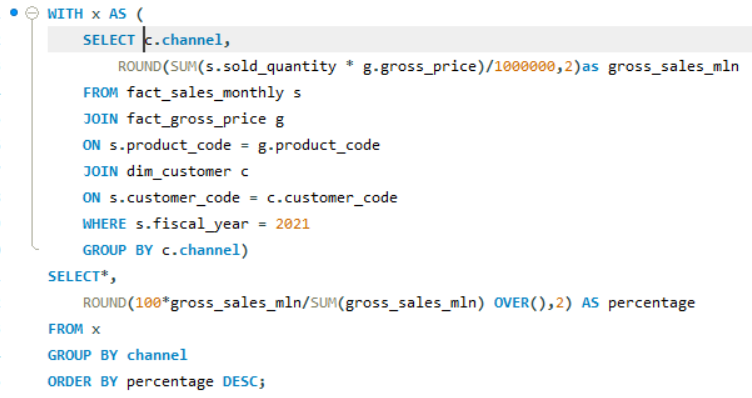 WITH x AS (
SELECT c.channel,
ROUND(SUM(s.sold_quantity * g.gross_price)/1000000,2)as gross_sales_mln
FROM fact_sales_monthly s
JOIN fact_gross_price g
ON s.product_code = g.product_code
JOIN dim_customer c
ON s.customer_code = c.customer_code
WHERE s.fiscal_year = 2021
GROUP BY c.channel)
SELECT*,
ROUND(100*gross_sales_mln/SUM(gross_sales_mln) OVER(),2) AS percentage
FROM x
GROUP BY channel
ORDER BY percentage DESC;